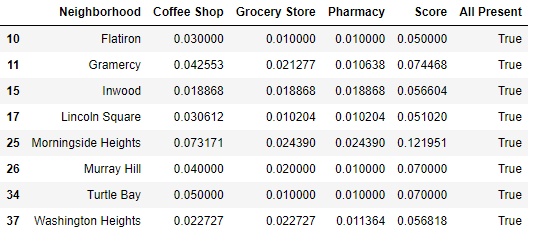 Neighborhood Coffee Shop Grocery Store Pharmacy Score All Present
10 Flatiron 0.030000 0.010000 0.010000 0.050000 True
11 Gramercy 0.042553 0.021277 0.010638 0.074468 True
15 Inwood 0.018868 0.018868 0.018868 0.056604 True
17 Lincoln Square 0.030612 0.010204 0.010204 0.051020 True
25 Morningside Heights 0.073171 0.024390 0.024390 0.121951 True
26 Murray Hill 0.040000 0.020000 0.010000 0.070000 True
34 Turtle Bay 0.050000 0.010000 0.010000 0.070000 True
37 Washington Heights 0.022727 0.022727 0.011364 0.056818 True